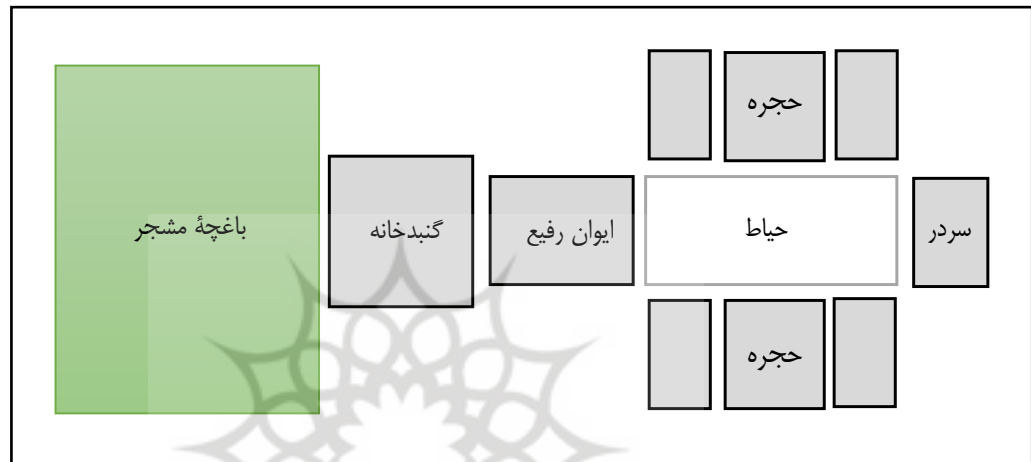 حجره
سردر
حیاط
ایوان رفیع
گنبدخانه
باغچهٔ مشجر
حجره